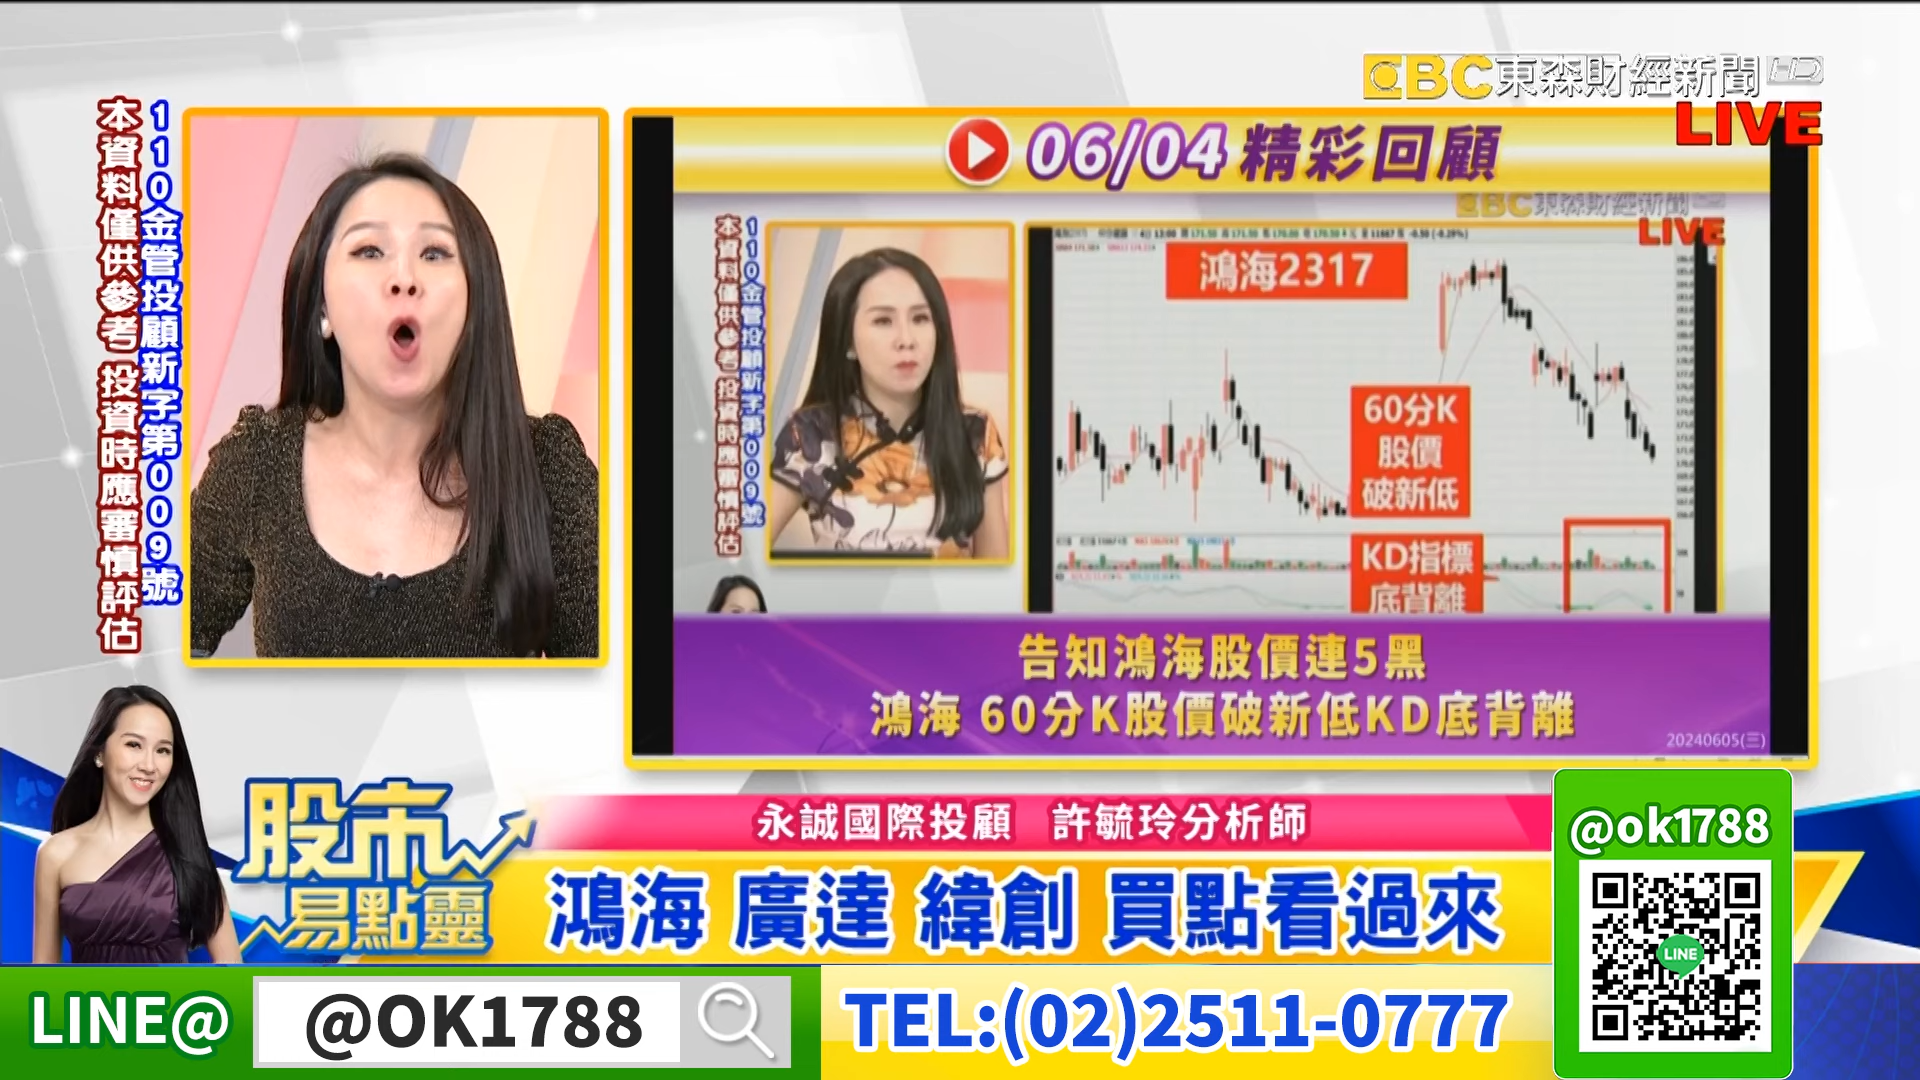 EBC東森財經新聞HD
LIVE
110金管投顧新字第009號
本資料僅供參考 投資時應審慎評估
06/04 精彩回顧
EBC東森財經新聞
LIVE
110金管投顧新字第009號
本資料僅供參考 投資時應審慎評估
鴻海2317
60分K
股價
破新低
KD指標
底背離
告知鴻海股價連5黑
鴻海 60分K股價破新低KD底背離
20240605(三)
股市
易點靈
永誠國際投顧 許毓玲分析師
鴻海 廣達 緯創 買點看過來
@ok1788
LINE
LINE@ @OK1788
TEL:(02)2511-0777